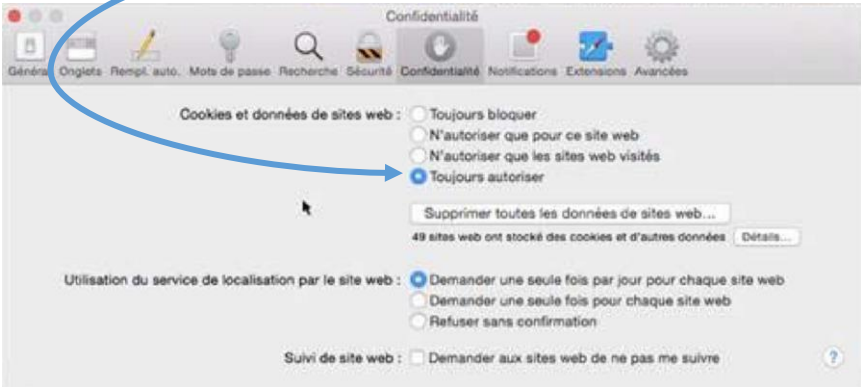 Confidentialité
Général Onglets Rempl. auto. Mots de passe Recherche Sécurité Confidentialité Notifications Extensions Avancées
Cookies et données de sites web : Toujours bloquer
N'autoriser que pour ce site web
N'autoriser que les sites web visités
Toujours autoriser
Supprimer toutes les données de sites web...
49 sites web ont stocké des cookies et d'autres données Détails...
Utilisation du service de localisation par le site web : Demander une seule fois par jour pour chaque site web
Demander une seule fois pour chaque site web
Refuser sans confirmation
Suivi de site web : Demander aux sites web de ne pas me suivre ?